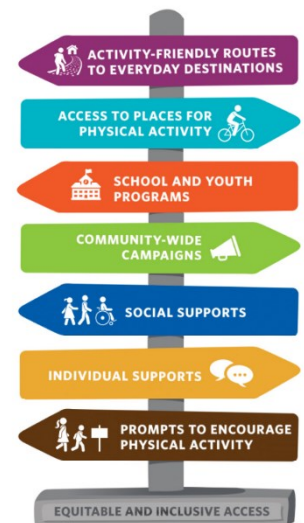 ACTIVITY-FRIENDLY ROUTES
TO EVERYDAY DESTINATIONS
ACCESS TO PLACES FOR
PHYSICAL ACTIVITY
SCHOOL AND YOUTH
PROGRAMS
COMMUNITY-WIDE
CAMPAIGNS
SOCIAL SUPPORTS
INDIVIDUAL SUPPORTS
PROMPTS TO ENCOURAGE
PHYSICAL ACTIVITY
EQUITABLE AND INCLUSIVE ACCESS